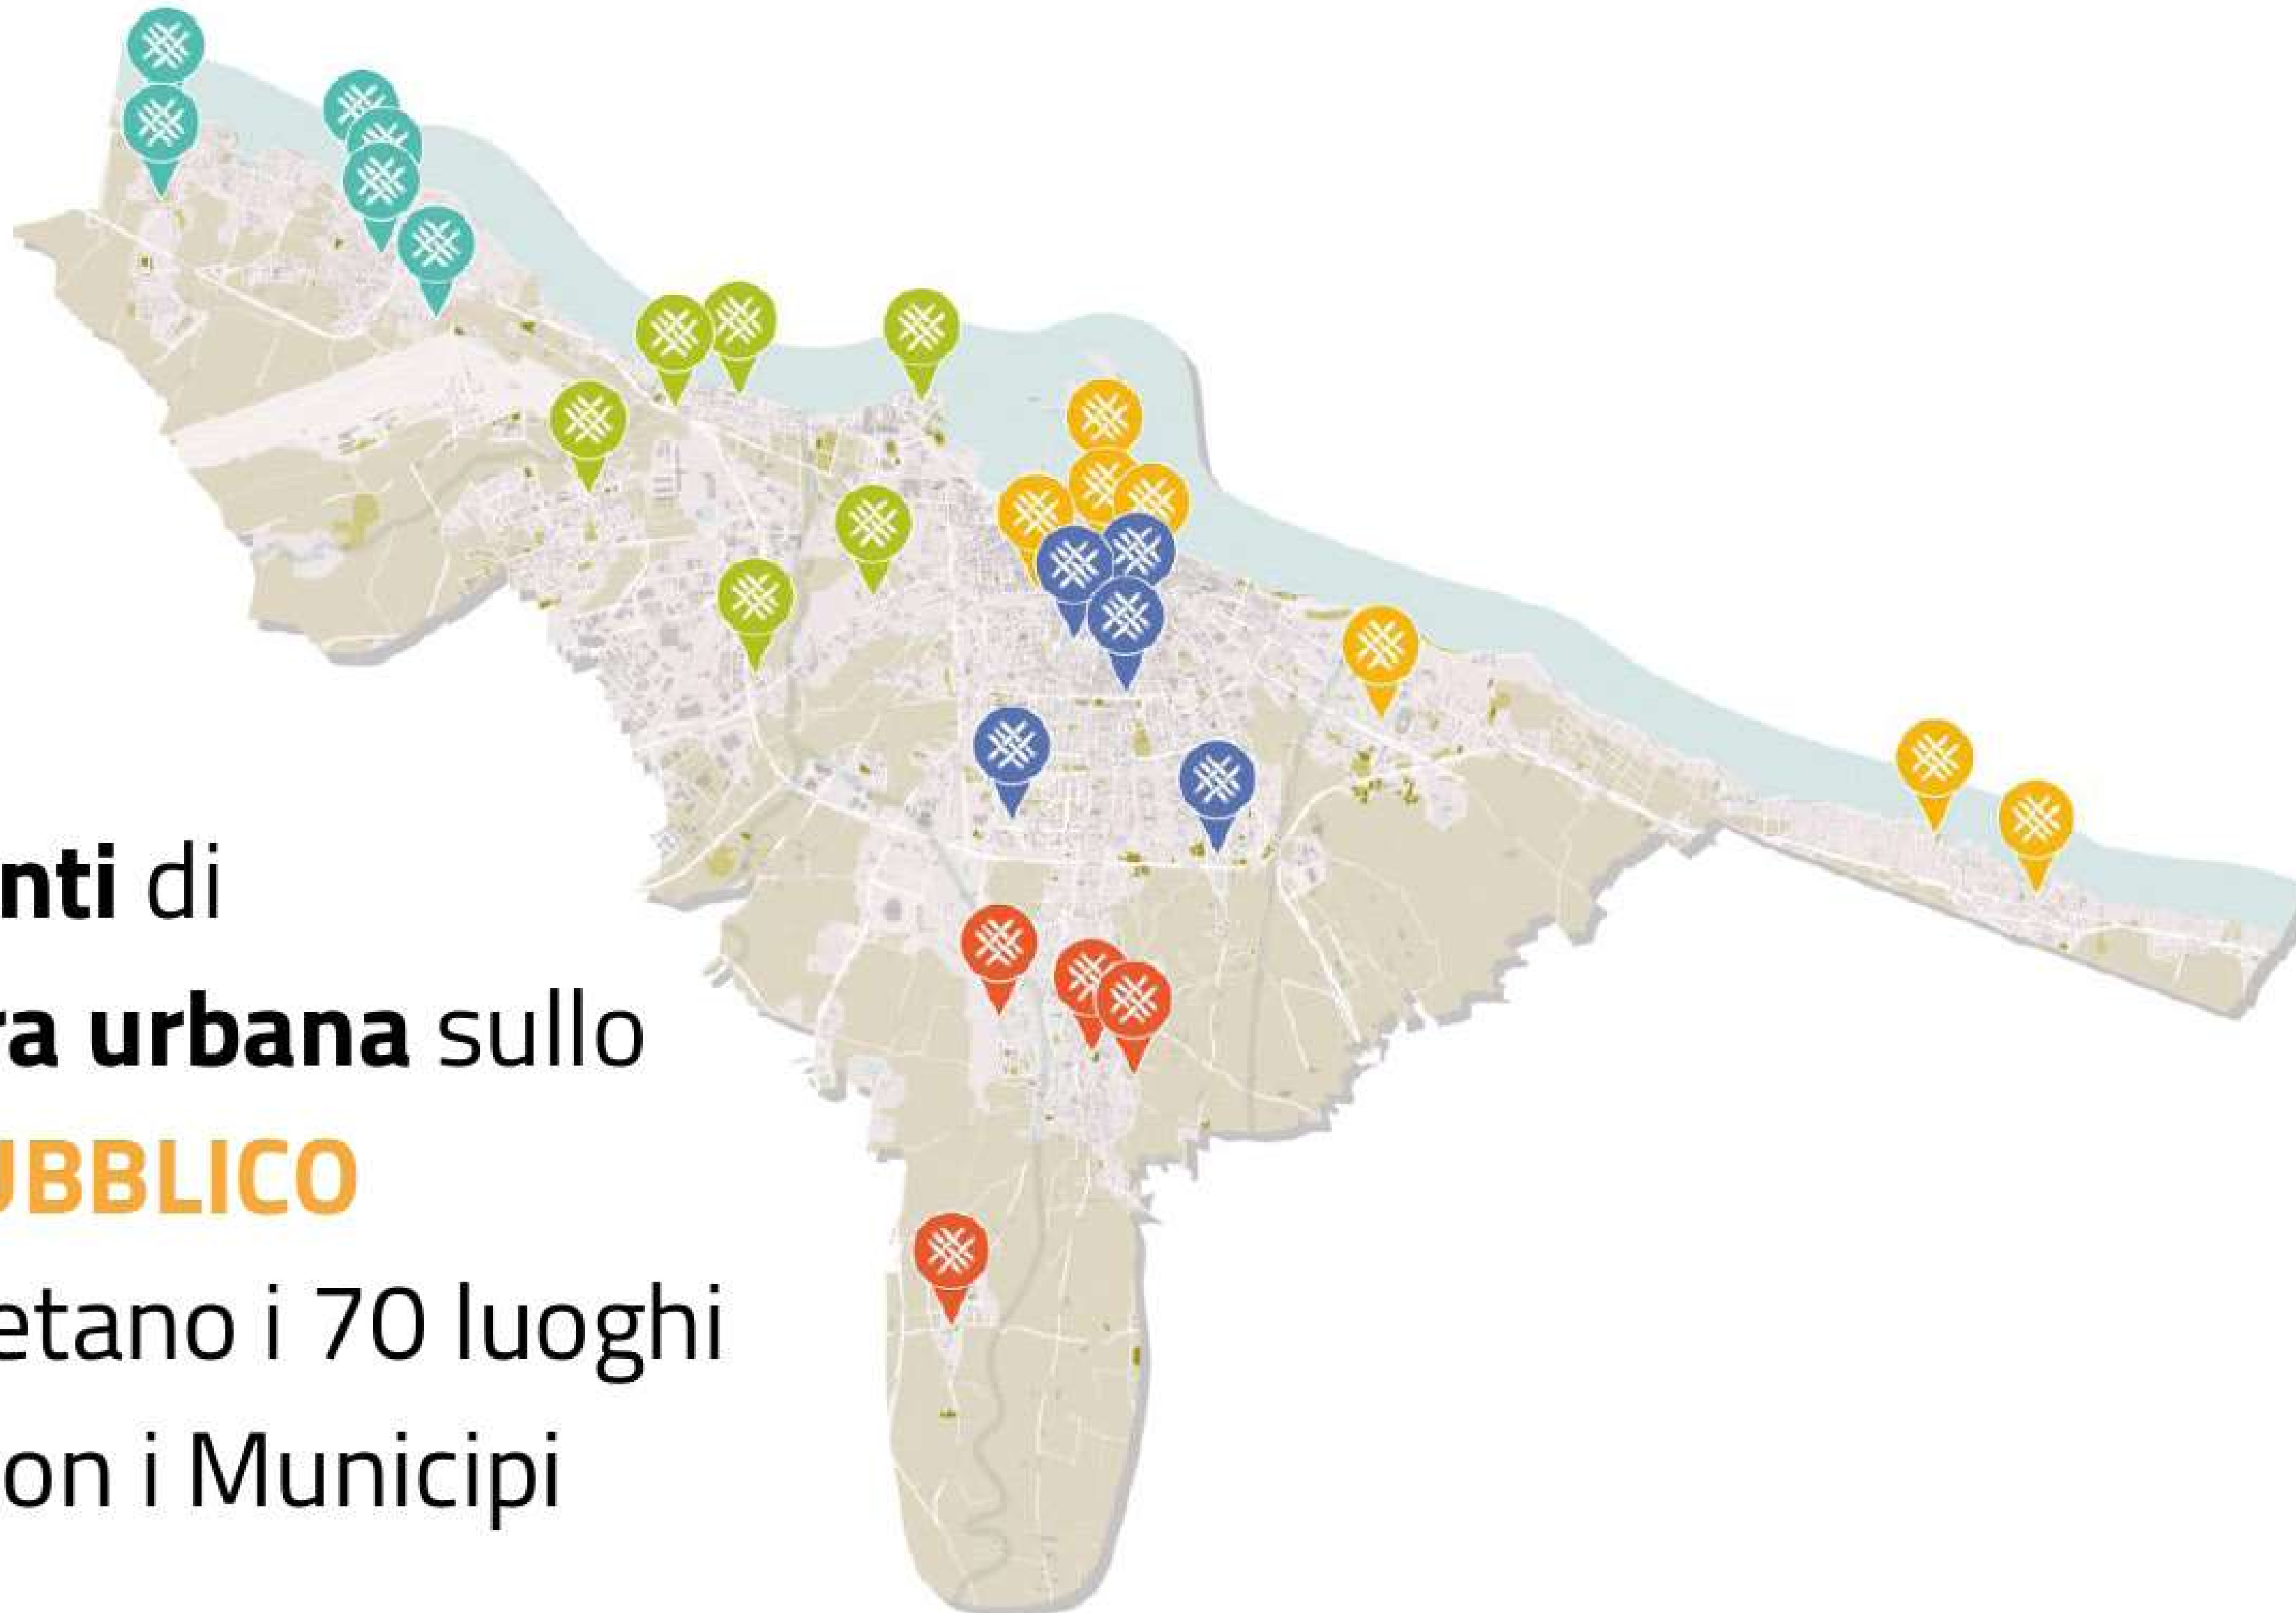 nti di
ra urbana sullo
UBBLICO
etano i 70 luoghi
on i Municipi